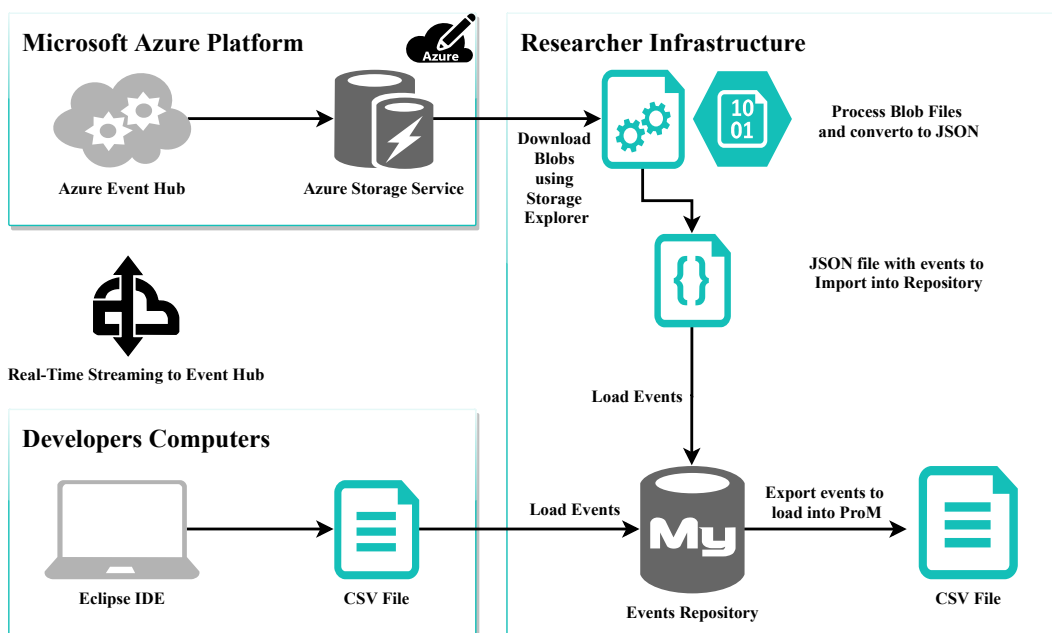 Microsoft Azure Platform
Azure
Azure Event Hub
Azure Storage Service
Real-Time Streaming to Event Hub
Developers Computers
Eclipse IDE
CSV File
Researcher Infrastructure
Download
Blobs
using
Storage
Explorer
10
01
Process Blob Files
and converto to JSON
{}
JSON file with events to
Import into Repository
Load Events
Load Events
My
Events Repository
Export events to
load into ProM
CSV File